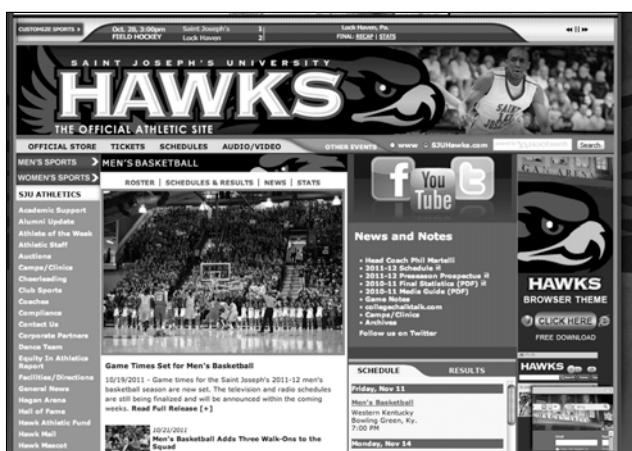 CUSTOMIZE SPORTS
Oct. 28, 3:00pm
FIELD HOCKEY
Saint Joseph's 1
Lock Haven 2
Lock Haven, Pa.
FINAL: RECAP | STATS
SAINT JOSEPH'S UNIVERSITY
HAWKS
THE OFFICIAL ATHLETIC SITE
OFFICIAL STORE TICKETS SCHEDULES AUDIO/VIDEO
OTHER EVENTS www SJUHawks.com
Search
MEN'S SPORTS
WOMEN'S SPORTS
SJU ATHLETICS
Academic Support
Alumni Update
Athlete of the Week
Athletic Staff
Auctions
Camps/Clinics
Cheerleading
Club Sports
Coaches
Compliance
Contact Us
Corporate Partners
Dance Team
Equity In Athletics
Report
Facilities/Directions
General News
Hagan Arena
Hall of Fame
Hawk Athletic Fund
Hawk Mail
Hawk Mascot
MEN'S BASKETBALL
ROSTER | SCHEDULES & RESULTS | NEWS | STATS
Game Times Set for Men's Basketball
10/19/2011 - Game times for the Saint Joseph's 2011-12 men's
basketball season are now set. The television and radio schedules
are still being finalized and will be announced within the coming
weeks. Read Full Release [+]
10/21/2011
Men's Basketball Adds Three Walk-Ons to the
Squad
f
You
Tube
t
News and Notes
Head Coach Phil Martelli
2011-12 Schedule
2011-12 Preseason Prospectus
2010-11 Final Statistics (PDF)
2010-11 Media Guide (PDF)
Game Notes
collegechalktalk.com
Camps/Clinics
Archives
Follow us on Twitter
SCHEDULE RESULTS
Friday, Nov 11
Men's Basketball
Western Kentucky
Bowling Green, Ky.
7:00 PM
Monday, Nov 14
HAWKS
BROWSER THEME
CLICK HERE
FREE DOWNLOAD
HAWKS